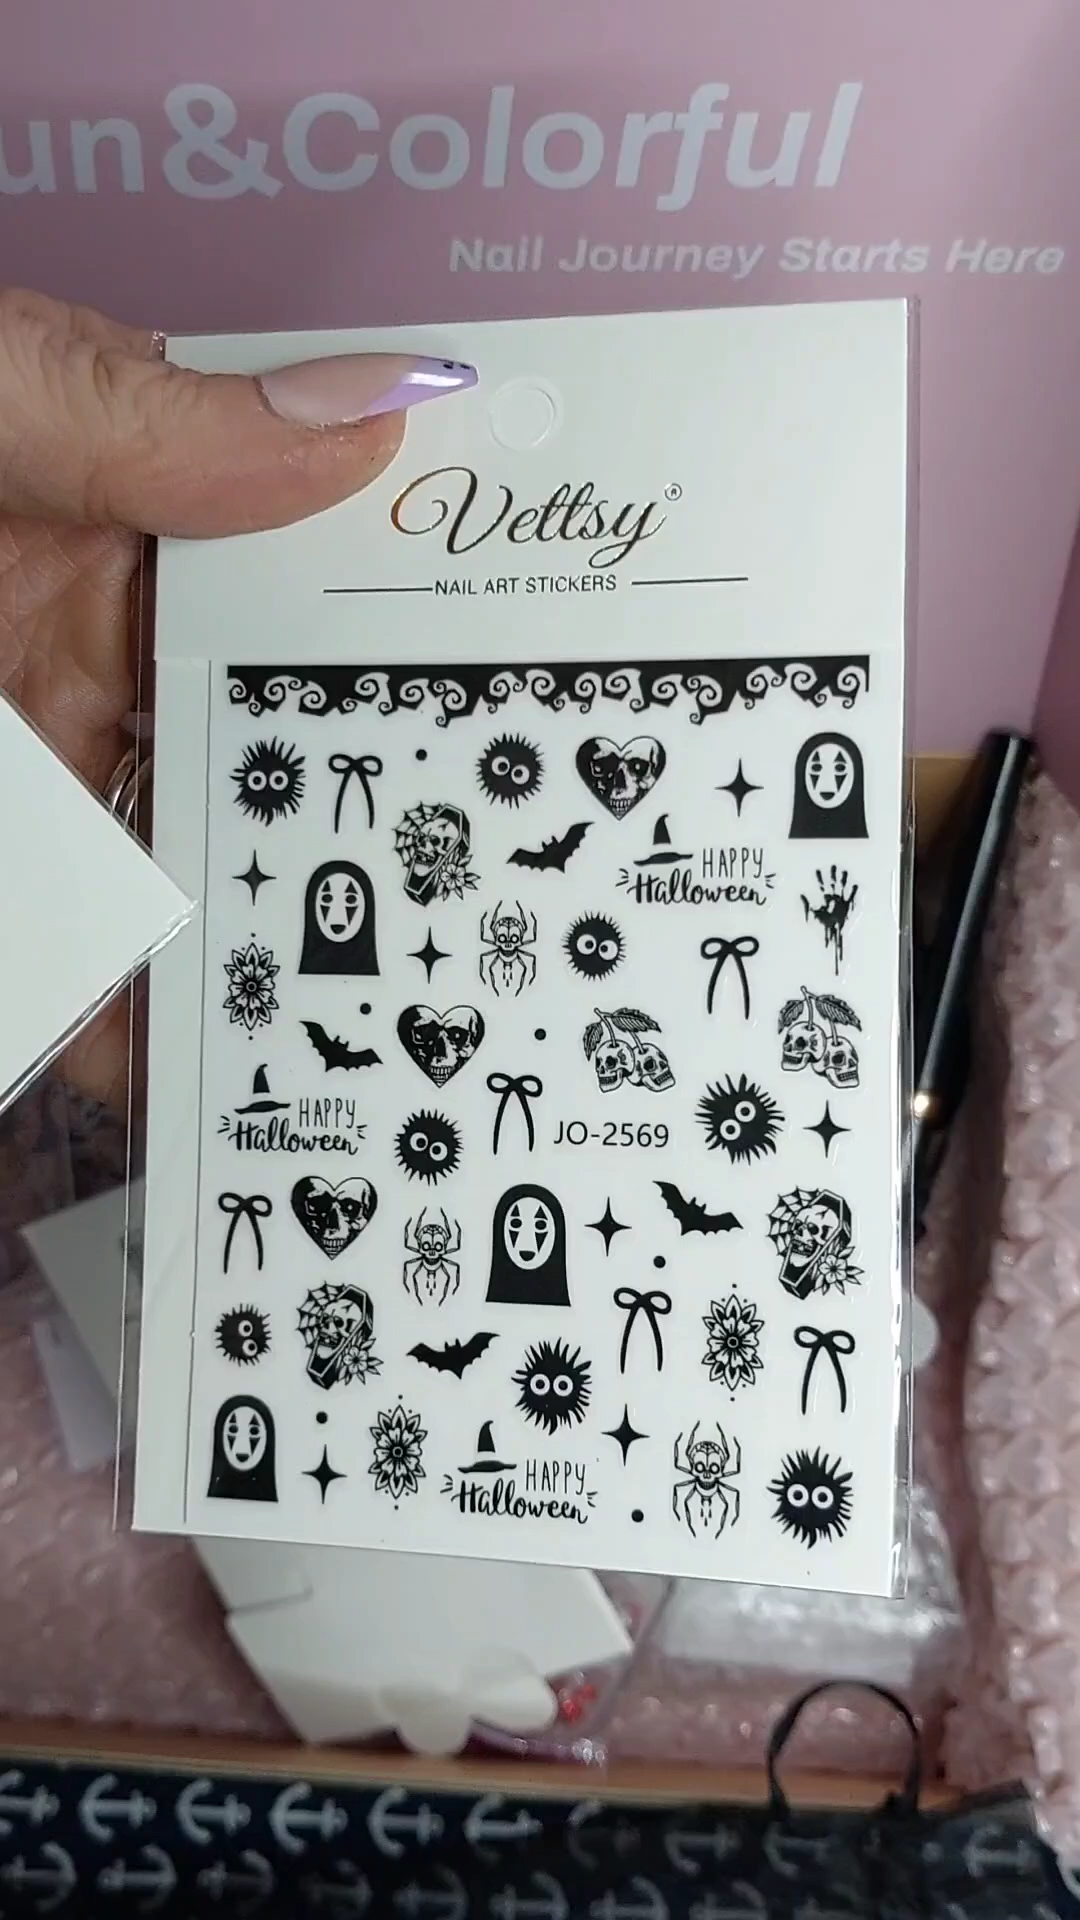 un&Colorful
Nail Journey Starts Here
Vettsy®
NAIL ART STICKERS
HAPPY
Halloween
HAPPY
Halloween
JO-2569
HAPPY
Halloween